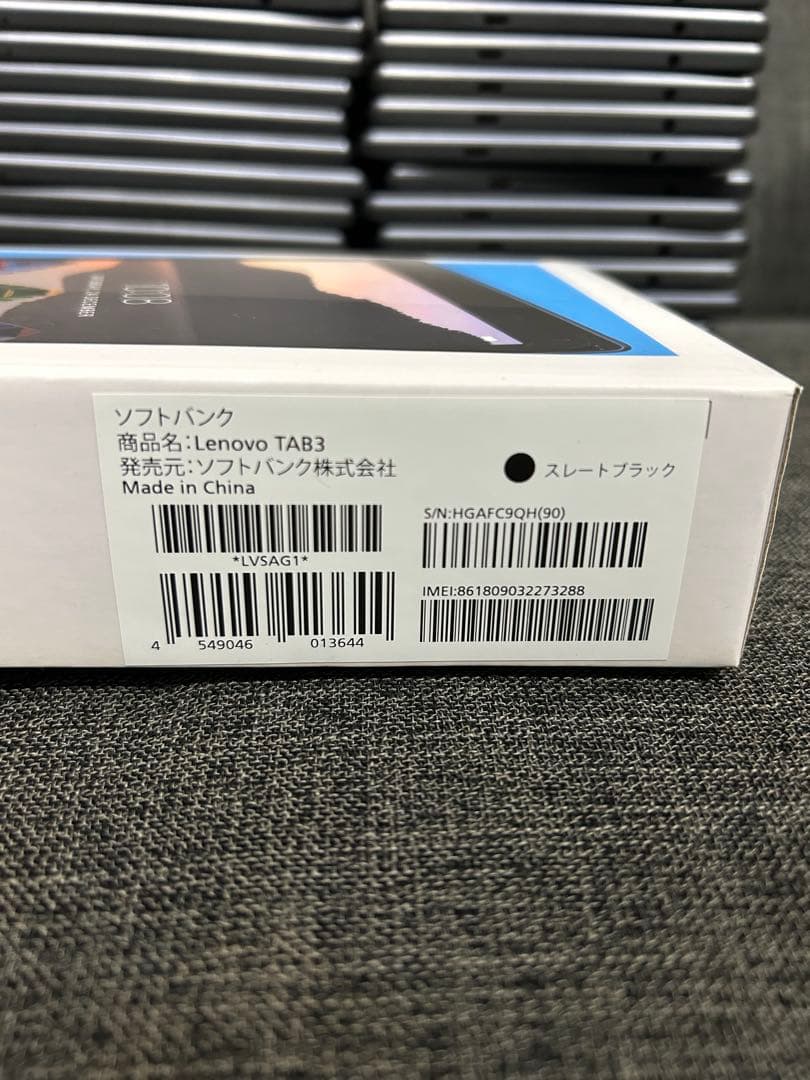 ソフトバンク
商品名:Lenovo TAB3
発売元:ソフトバンク株式会社
Made in China
スレートブラック
*LVSAG1*
4 549046 013644
S/N:HGAFC9QH(90)
IMEI:861809032273288